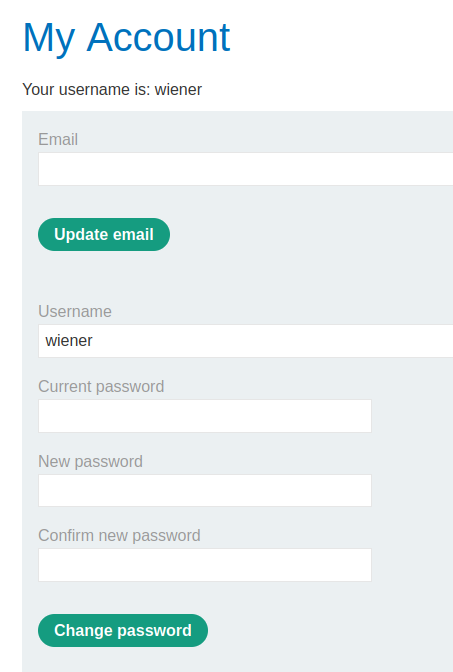 My Account
Your username is: wiener
Email
Update email
Username
wiener
Current password
New password
Confirm new password
Change password